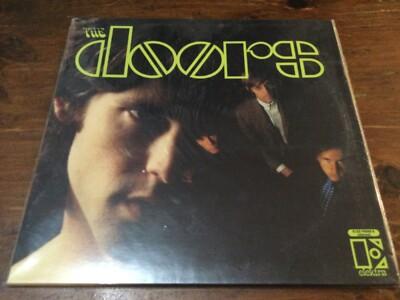 THE
doors
elektra